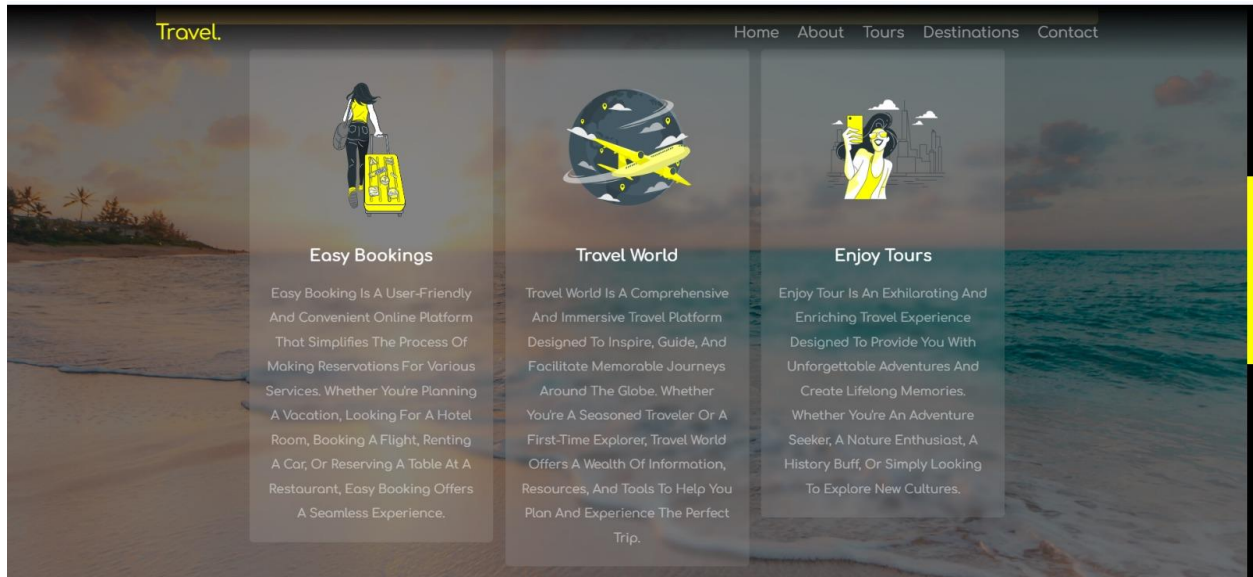 Travel.
Home About Tours Destinations Contact
Easy Bookings
Easy Booking Is A User-Friendly
And Convenient Online Platform
That Simplifies The Process Of
Making Reservations For Various
Services. Whether You're Planning
A Vacation, Looking For A Hotel
Room, Booking A Flight, Renting
A Car, Or Reserving A Table At A
Restaurant, Easy Booking Offers
A Seamless Experience.
Travel World
Travel World Is A Comprehensive
And Immersive Travel Platform
Designed To Inspire, Guide, And
Facilitate Memorable Journeys
Around The Globe. Whether
You're A Seasoned Traveler Or A
First-Time Explorer, Travel World
Offers A Wealth Of Information,
Resources, And Tools To Help You
Plan And Experience The Perfect
Trip.
Enjoy Tours
Enjoy Tour Is An Exhilarating And
Enriching Travel Experience
Designed To Provide You With
Unforgettable Adventures And
Create Lifelong Memories.
Whether You're An Adventure
Seeker, A Nature Enthusiast, A
History Buff, Or Simply Looking
To Explore New Cultures.